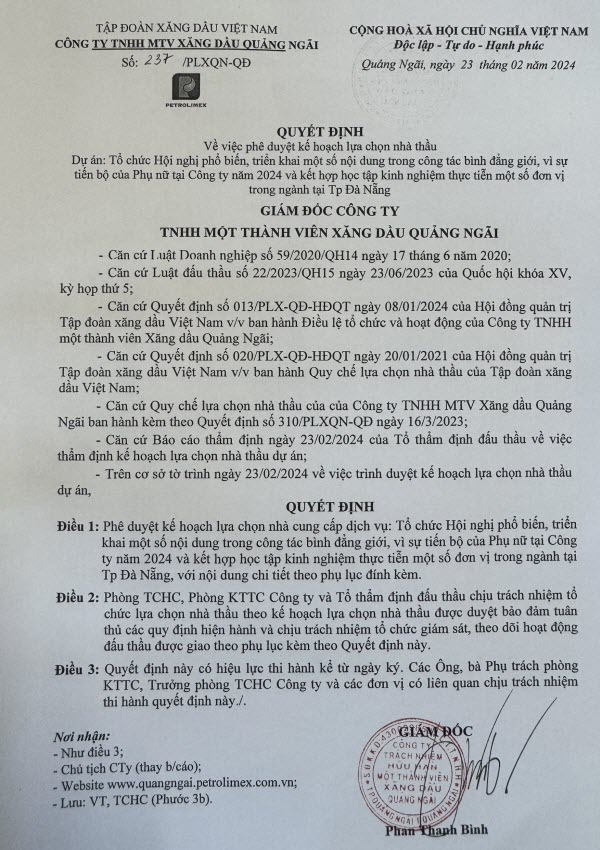 TẬP ĐOÀN XĂNG DẦU VIỆT NAM
CÔNG TY TNHH MTV XĂNG DẦU QUẢNG NGÃI
Số: 237 /PLXQN-QĐ
PETROLIMEX
CỘNG HOÀ XÃ HỘI CHỦ NGHĨA VIỆT NAM
Độc lập - Tự do - Hạnh phúc
Quảng Ngãi, ngày 23 tháng 02 năm 2024
QUYẾT ĐỊNH
Về việc phê duyệt kế hoạch lựa chọn nhà thầu
Dự án: Tổ chức Hội nghị phổ biến, triển khai một số nội dung trong công tác bình đẳng giới, vì sự
tiến bộ của Phụ nữ tại Công ty năm 2024 và kết hợp học tập kinh nghiệm thực tiễn một số đơn vị
trong ngành tại Tp Đà Nẵng
GIÁM ĐỐC CÔNG TY
TNHH MỘT THÀNH VIÊN XĂNG DẦU QUẢNG NGÃI
- Căn cứ Luật Doanh nghiệp số 59/2020/QH14 ngày 17 tháng 6 năm 2020;
- Căn cứ Luật đấu thầu số 22/2023/QH15 ngày 23/06/2023 của Quốc hội khóa XV,
kỳ họp thứ 5;
- Căn cứ Quyết định số 013/PLX-QĐ-HĐQT ngày 08/01/2024 của Hội đồng quản trị
Tập đoàn xăng dầu Việt Nam v/v ban hành Điều lệ tổ chức và hoạt động của Công ty TNHH
một thành viên Xăng dầu Quảng Ngãi;
- Căn cứ Quyết định số 020/PLX-QĐ-HĐQT ngày 20/01/2021 của Hội đồng quản trị
Tập đoàn xăng dầu Việt Nam v/v ban hành Quy chế lựa chọn nhà thầu của Tập đoàn xăng
dầu Việt Nam;
- Căn cứ Quy chế lựa chọn nhà thầu của của Công ty TNHH MTV Xăng dầu Quảng
Ngãi ban hành kèm theo Quyết định số 310/PLXQN-QĐ ngày 16/3/2023;
- Căn cứ Báo cáo thẩm định ngày 23/02/2024 của Tổ thẩm định đấu thầu về việc
thẩm định kế hoạch lựa chọn nhà thầu dự án;
- Trên cơ sở tờ trình ngày 23/02/2024 về việc trình duyệt kế hoạch lựa chọn nhà thầu
dự án,
QUYẾT ĐỊNH
Điều 1: Phê duyệt kế hoạch lựa chọn nhà cung cấp dịch vụ: Tổ chức Hội nghị phổ biến, triển
khai một số nội dung trong công tác bình đẳng giới, vì sự tiến bộ của Phụ nữ tại Công
ty năm 2024 và kết hợp học tập kinh nghiệm thực tiễn một số đơn vị trong ngành tại
Tp Đà Nẵng, với nội dung chi tiết theo phụ lục đính kèm.
Điều 2: Phòng TCHC, Phòng KTTC Công ty và Tổ thẩm định đấu thầu chịu trách nhiệm tổ
chức lựa chọn nhà thầu theo kế hoạch lựa chọn nhà thầu được duyệt bảo đảm tuân
thủ các quy định hiện hành và chịu trách nhiệm tổ chức giám sát, theo dõi hoạt động
đấu thầu được giao theo phụ lục kèm theo Quyết định này.
Điều 3: Quyết định này có hiệu lực thi hành kể từ ngày ký. Các Ông, bà Phụ trách phòng
KTTC, Trưởng phòng TCHC Công ty và các đơn vị có liên quan chịu trách nhiệm
thi hành quyết định này./.
Nơi nhận:
- Như điều 3;
- Chủ tịch CTy (thay b/cáo);
- Website www.quangngai.petrolimex.com.vn;
- Lưu: VT, TCHC (Phước 3b).
GIÁM ĐỐC
CÔNG TY
TRÁCH NHIỆM
HỮU HẠN
MỘT THÀNH VIÊN
XĂNG DẦU
QUẢNG NGÃI
Phan Thanh Bình